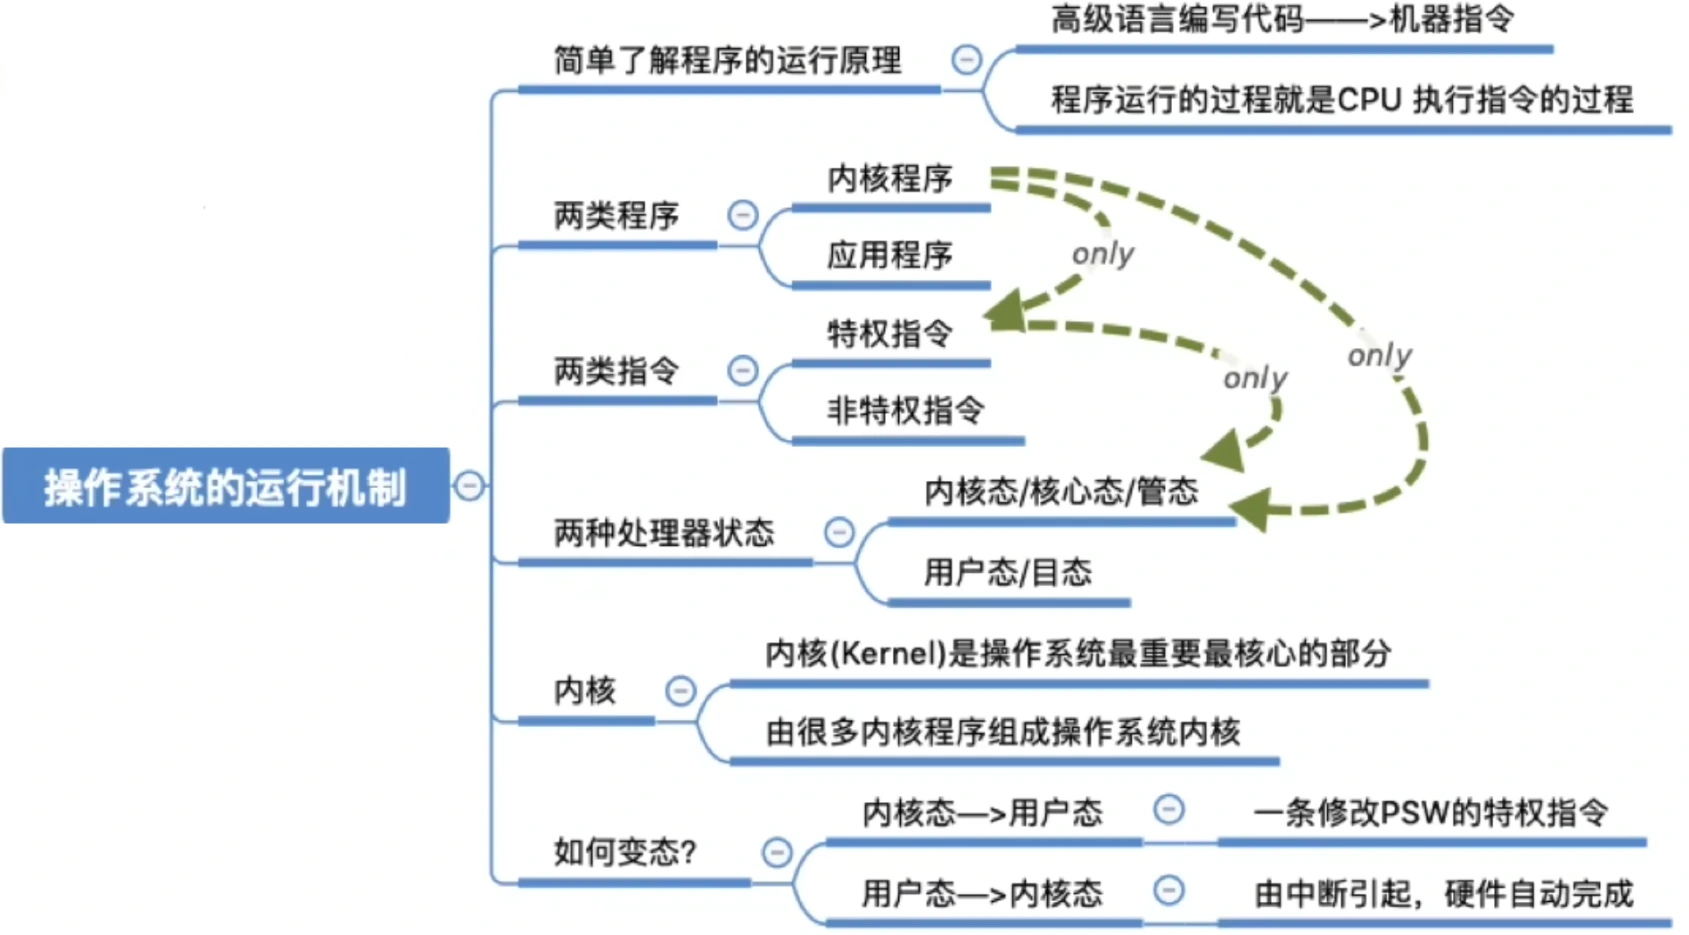 高级语言编写代码——>机器指令
简单了解程序的运行原理
程序运行的过程就是CPU 执行指令的过程
内核程序
两类程序
应用程序
only
特权指令
两类指令
only
only
非特权指令
操作系统的运行机制
内核态/核心态/管态
两种处理器状态
用户态/目态
内核(Kernel)是操作系统最重要最核心的部分
内核
由很多内核程序组成操作系统内核
内核态—>用户态
一条修改PSW的特权指令
如何变态?
用户态—>内核态
由中断引起，硬件自动完成